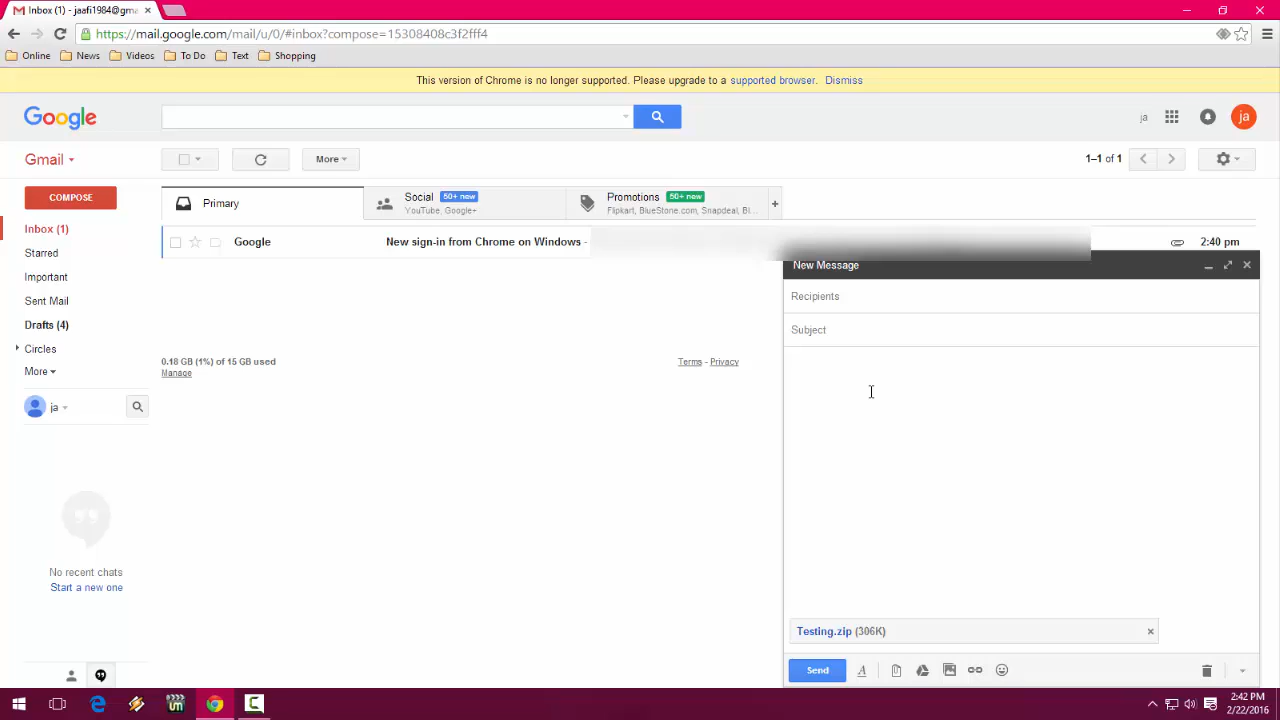 Inbox (1) - jaafi1984@gma
https://mail.google.com/mail/u/0/#inbox?compose=15308408c3f2fff4
Online News Videos To Do Text Shopping
This version of Chrome is no longer supported. Please upgrade to a supported browser. Dismiss
Google
ja
ja
Gmail
More
1–1 of 1
COMPOSE
Primary
Social 50+ new
YouTube, Google+
Promotions 50+ new
Flipkart, BlueStone.com, Snapdeal, Bl...
+
Inbox (1)
Starred
Important
Sent Mail
Drafts (4)
Circles
More
Google New sign-in from Chrome on Windows - 2:40 pm
0.18 GB (1%) of 15 GB used
Manage
Terms - Privacy
ja
No recent chats
Start a new one
New Message
Recipients
Subject
Testing.zip (306K)
Send
2:42 PM
2/22/2016